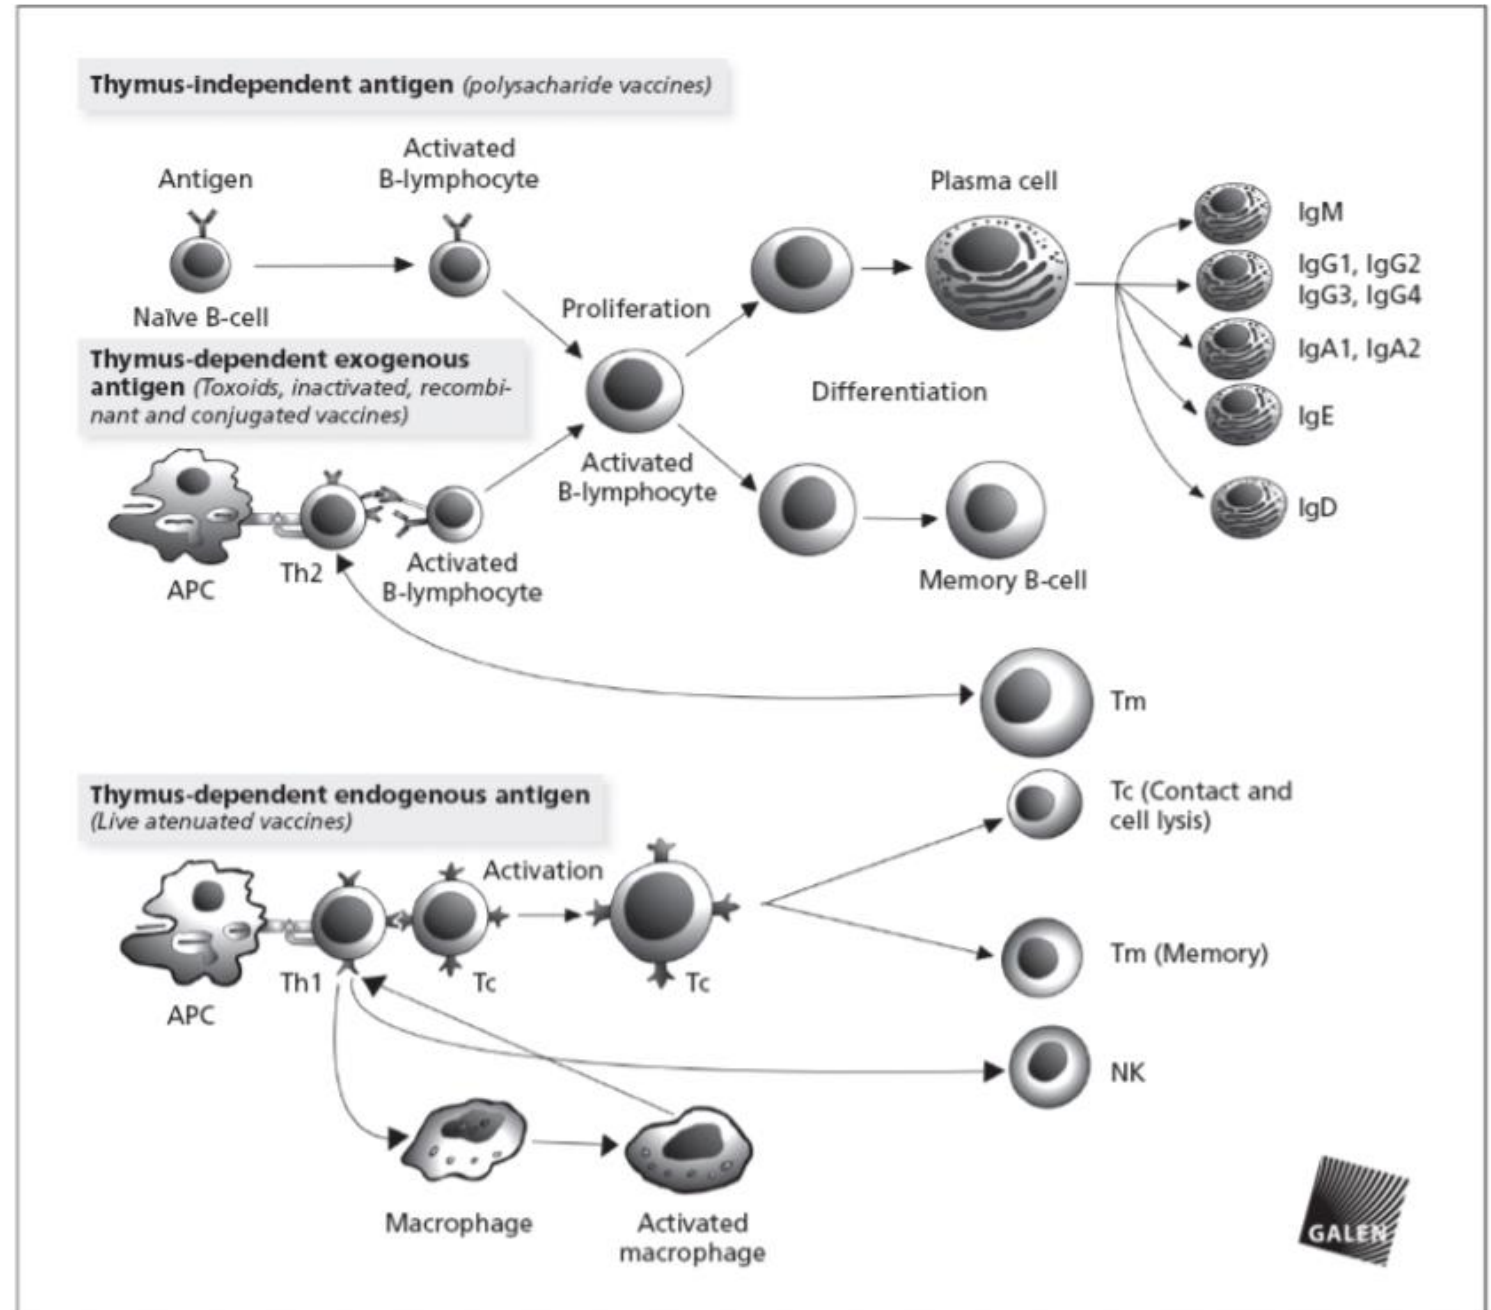 Thymus-independent antigen (polysacharide vaccines)
Antigen
Activated
B-lymphocyte
Naïve B-cell
Proliferation
Plasma cell
IgM
IgG1, IgG2
IgG3, IgG4
IgA1, IgA2
IgE
IgD
Thymus-dependent exogenous
antigen (Toxoids, inactivated, recombi-
nant and conjugated vaccines)
Differentiation
Activated
B-lymphocyte
APC
Th2
Activated
B-lymphocyte
Memory B-cell
Tm
Thymus-dependent endogenous antigen
(Live atenuated vaccines)
Tc (Contact and
cell lysis)
Activation
APC
Th1
Tc
Tc
Tm (Memory)
NK
Macrophage
Activated
macrophage
GALEN